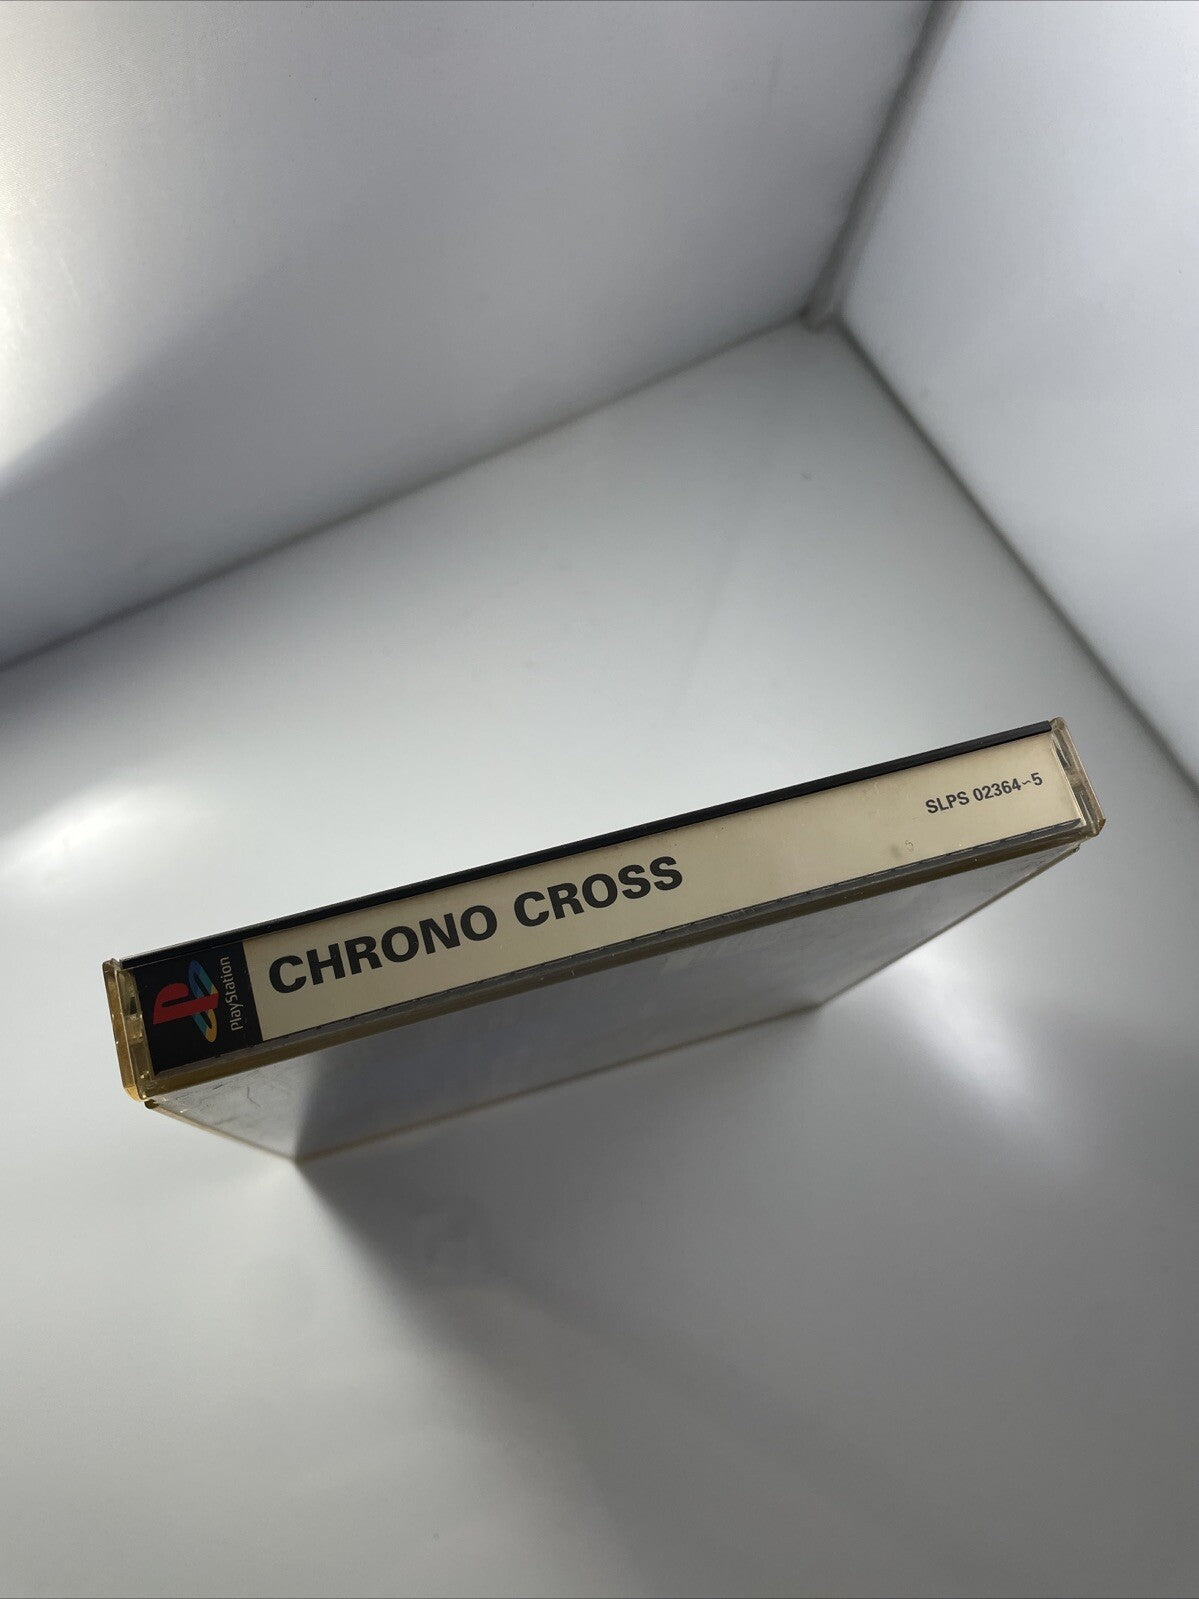 PlayStation
CHRONO CROSS
SLPS 02364~5